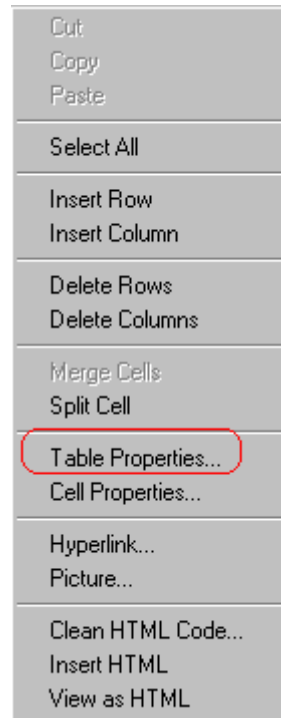 Cut
Copy
Paste
Select All
Insert Row
Insert Column
Delete Rows
Delete Columns
Merge Cells
Split Cell
Table Properties...
Cell Properties...
Hyperlink...
Picture...
Clean HTML Code...
Insert HTML
View as HTML